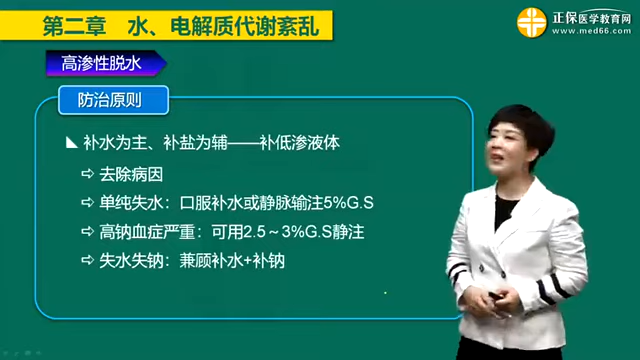 第二章 水、电解质代谢紊乱
正保医学教育网
www.med66.com
高渗性脱水
防治原则
补水为主、补盐为辅——补低渗液体
⇨ 去除病因
⇨ 单纯失水：口服补水或静脉输注5%G.S
⇨ 高钠血症严重：可用2.5～3%G.S静注
⇨ 失水失钠：兼顾补水+补钠